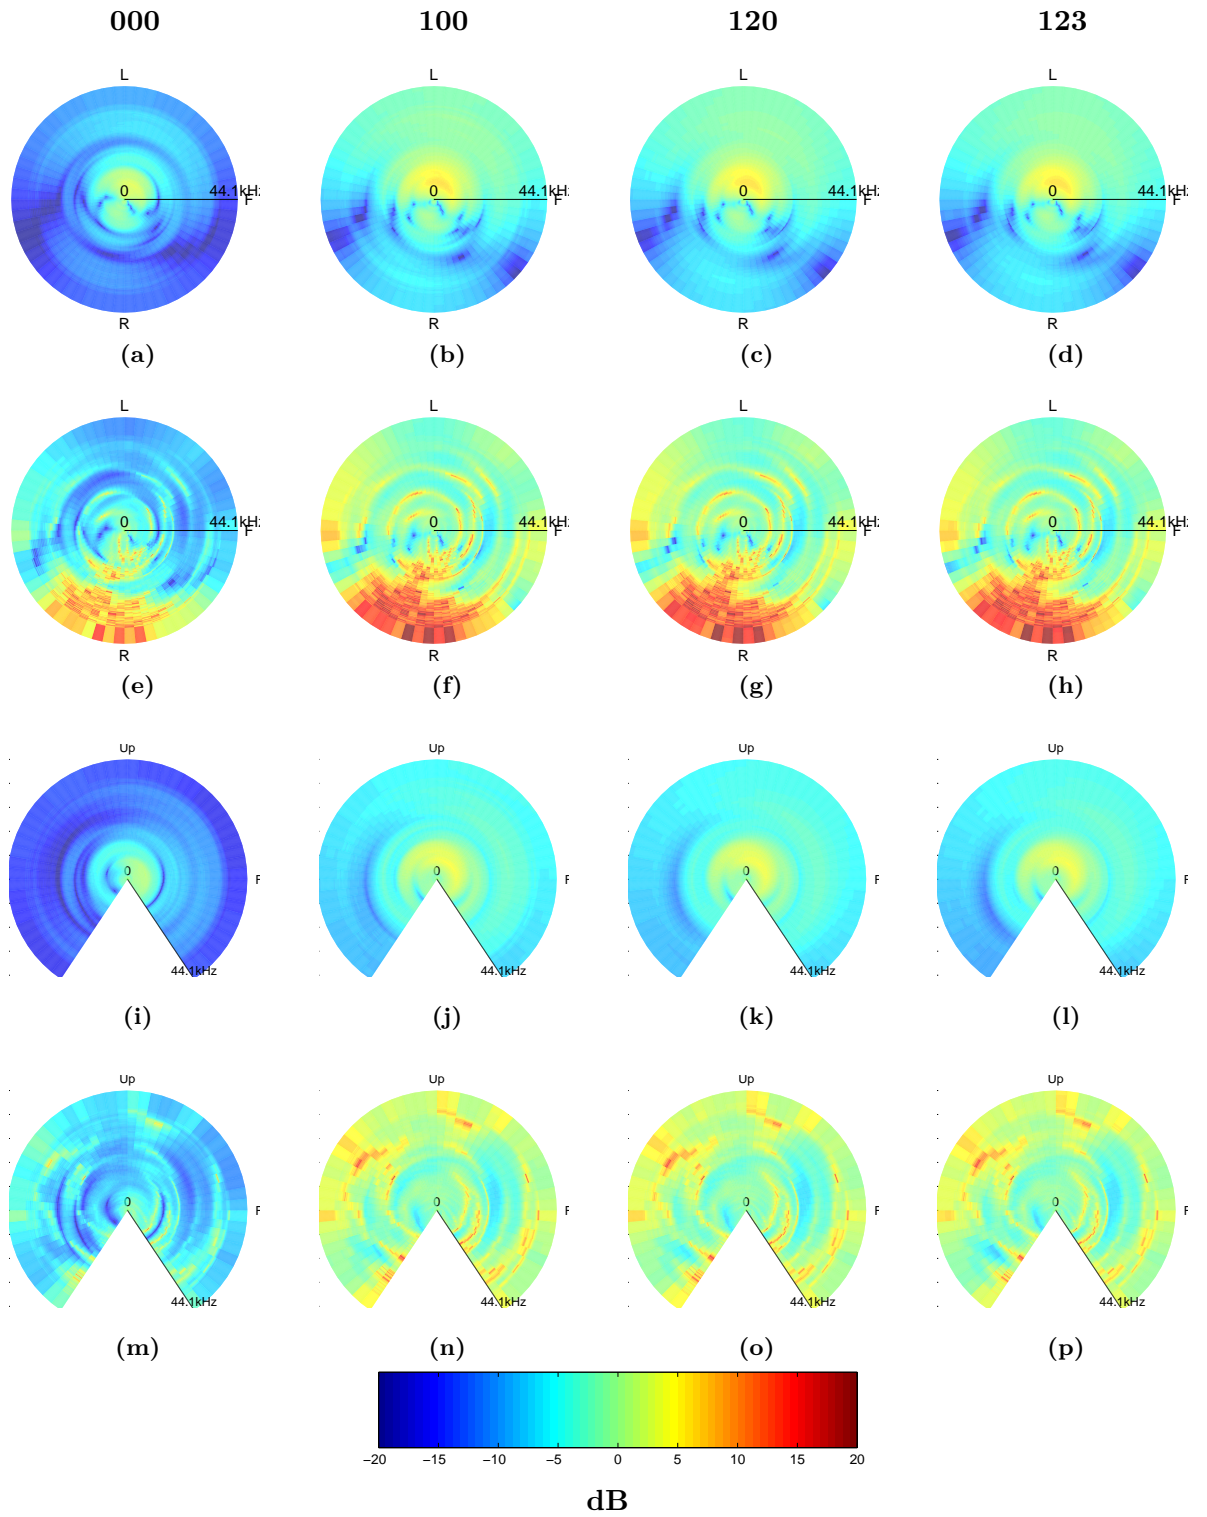 000 100 120 123
L L L L
0 44.1kHz 0 44.1kHz 0 44.1kHz 0 44.1kHz
F F F F
R R R R
(a) (b) (c) (d)
L L L L
0 44.1kHz 0 44.1kHz 0 44.1kHz 0 44.1kHz
F F F F
R R R R
(e) (f) (g) (h)
Up Up Up Up
0 F 0 F 0 F 0 F
44.1kHz 44.1kHz 44.1kHz 44.1kHz
(i) (j) (k) (l)
Up Up Up Up
0 F 0 F 0 F 0 F
44.1kHz 44.1kHz 44.1kHz 44.1kHz
(m) (n) (o) (p)
−20 −15 −10 −5 0 5 10 15 20
dB